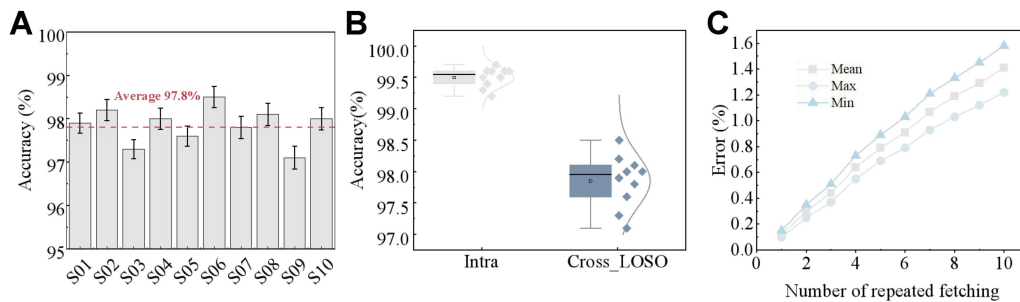 A
Accuracy (%)
100
99
98
97
96
95
Average 97.8%
S01 S02 S03 S04 S05 S06 S07 S08 S09 S10
B
Accuracy(%)
100.0
99.5
99.0
98.5
98.0
97.5
97.0
Intra Cross_LOSO
C
Error (%)
1.6
1.4
1.2
1.0
0.8
0.6
0.4
0.2
0.0
Mean
Max
Min
0 2 4 6 8 10
Number of repeated fetching